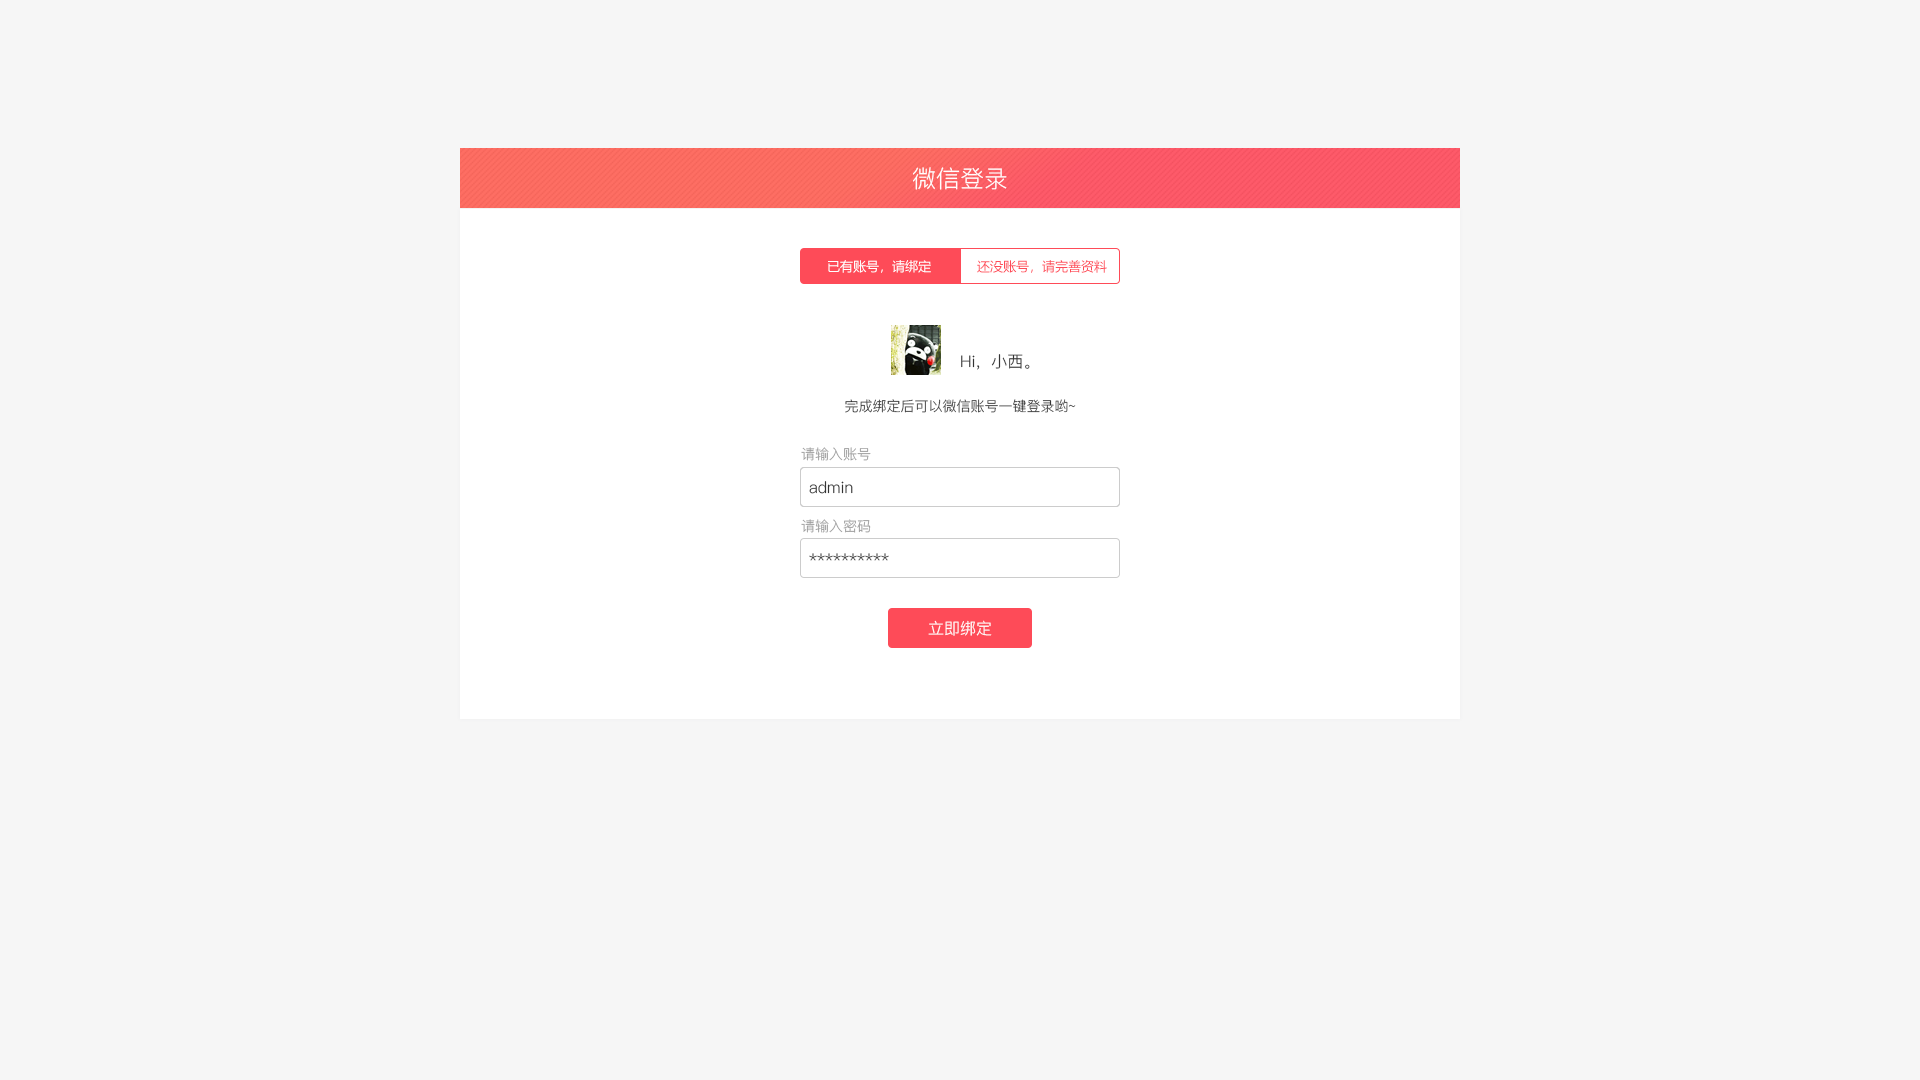 微信登录
已有账号，请绑定
还没账号，请完善资料
Hi，小西。
完成绑定后可以微信账号一键登录哟~
请输入账号
admin
请输入密码
**********
立即绑定